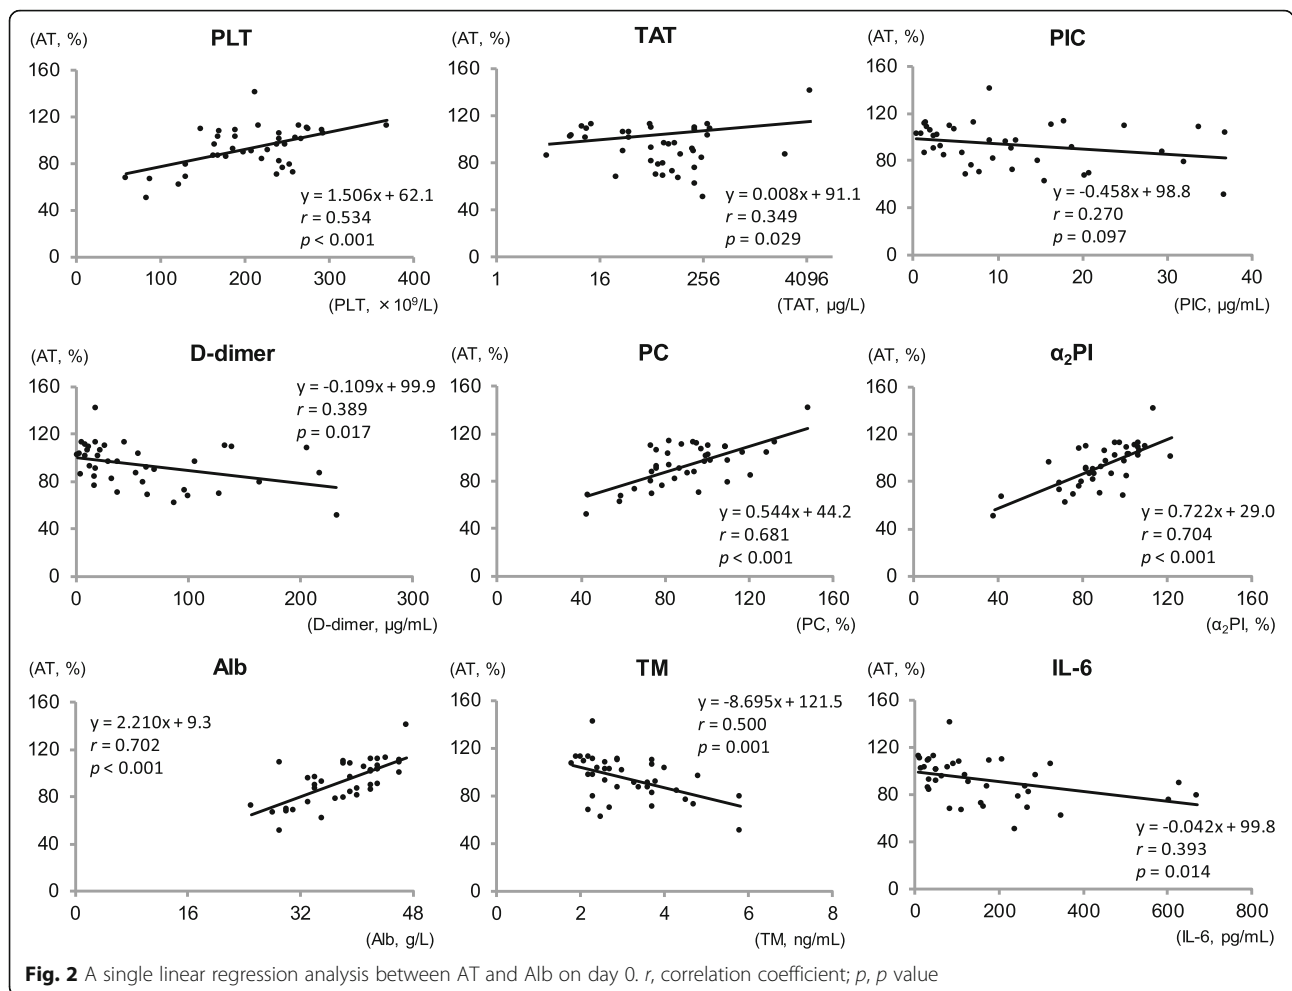 PLT
(AT, %)
160
120
80
40
0
y = 1.506x + 62.1
r = 0.534
p < 0.001
0 100 200 300 400
(PLT, ×10⁹/L)
TAT
(AT, %)
160
120
80
40
0
y = 0.008x + 91.1
r = 0.349
p = 0.029
1 16 256 4096
(TAT, µg/L)
PIC
(AT, %)
160
120
80
40
0
y = -0.458x + 98.8
r = 0.270
p = 0.097
0 10 20 30 40
(PIC, µg/mL)
D-dimer
(AT, %)
160
120
80
40
0
y = -0.109x + 99.9
r = 0.389
p = 0.017
0 100 200 300
(D-dimer, µg/mL)
PC
(AT, %)
160
120
80
40
0
y = 0.544x + 44.2
r = 0.681
p < 0.001
0 40 80 120 160
(PC, %)
α₂PI
(AT, %)
160
120
80
40
0
y = 0.722x + 29.0
r = 0.704
p < 0.001
0 40 80 120 160
(α₂PI, %)
Alb
(AT, %)
160
120
80
40
0
y = 2.210x + 9.3
r = 0.702
p < 0.001
0 16 32 48
(Alb, g/L)
TM
(AT, %)
160
120
80
40
0
y = -8.695x + 121.5
r = 0.500
p = 0.001
0 2 4 6 8
(TM, ng/mL)
IL-6
(AT, %)
160
120
80
40
0
y = -0.042x + 99.8
r = 0.393
p = 0.014
0 200 400 600 800
(IL-6, pg/mL)
Fig. 2 A single linear regression analysis between AT and Alb on day 0. r, correlation coefficient; p, p value